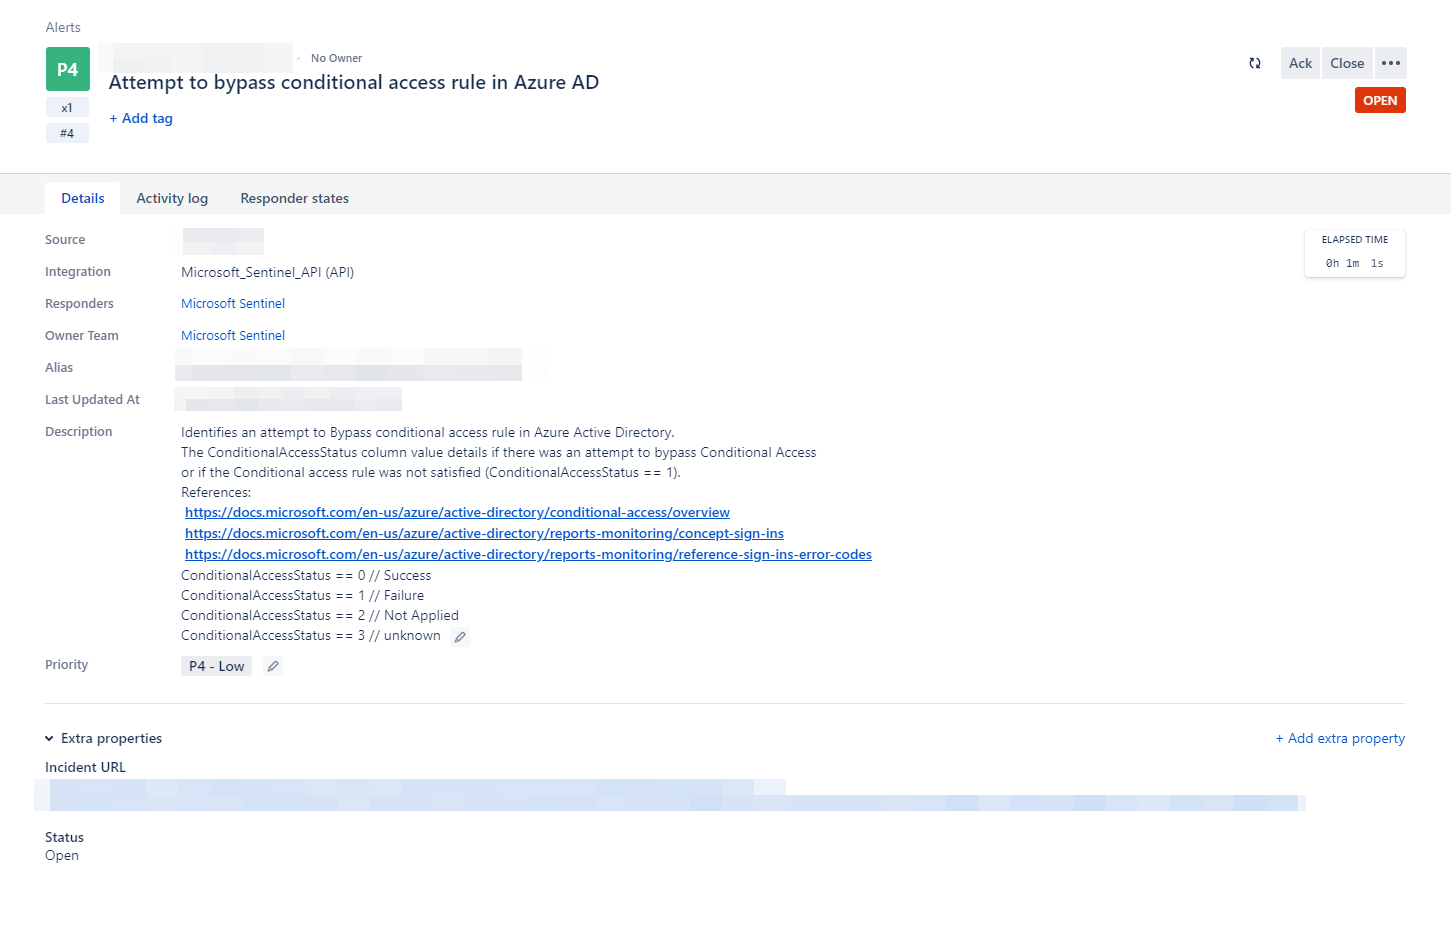 Alerts
P4
No Owner
Attempt to bypass conditional access rule in Azure AD
Ack
Close
OPEN
x1
#4
+ Add tag
Details
Activity log
Responder states
Source
ELAPSED TIME
0h 1m 1s
Integration
Microsoft_Sentinel_API (API)
Responders
Microsoft Sentinel
Owner Team
Microsoft Sentinel
Alias
Last Updated At
Description
Identifies an attempt to Bypass conditional access rule in Azure Active Directory.
The ConditionalAccessStatus column value details if there was an attempt to bypass Conditional Access
or if the Conditional access rule was not satisfied (ConditionalAccessStatus == 1).
References:
https://docs.microsoft.com/en-us/azure/active-directory/conditional-access/overview
https://docs.microsoft.com/en-us/azure/active-directory/reports-monitoring/concept-sign-ins
https://docs.microsoft.com/en-us/azure/active-directory/reports-monitoring/reference-sign-ins-error-codes
ConditionalAccessStatus == 0 // Success
ConditionalAccessStatus == 1 // Failure
ConditionalAccessStatus == 2 // Not Applied
ConditionalAccessStatus == 3 // unknown
Priority
P4 - Low
Extra properties
+ Add extra property
Incident URL
Status
Open